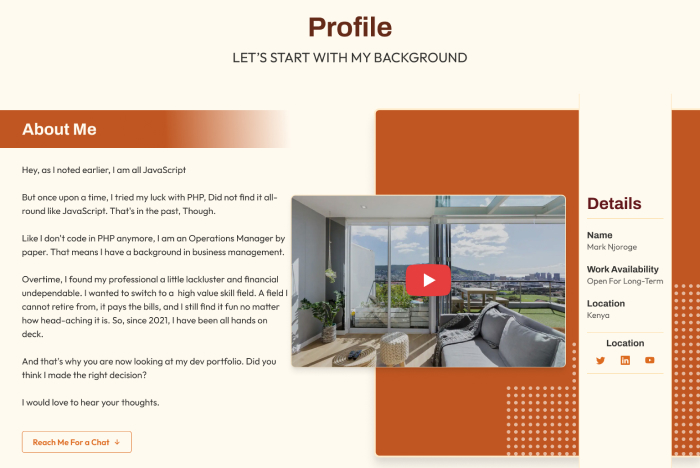 Profile
LET'S START WITH MY BACKGROUND
About Me
Hey, as I noted earlier, I am all JavaScript
But once upon a time, I tried my luck with PHP, Did not find it all-
round like JavaScript. That's in the past, Though.
Like I don't code in PHP anymore, I am an Operations Manager by
paper. That means I have a background in business management.
Overtime, I found my professional a little lackluster and financial
undependable. I wanted to switch to a high value skill field. A field I
cannot retire from, it pays the bills, and I still find it fun no matter
how head-aching it is. So, since 2021, I have been all hands on
deck.
And that's why you are now looking at my dev portfolio. Did you
think I made the right decision?
I would love to hear your thoughts.
Reach Me For a Chat ↓
Details
Name
Mark Njoroge
Work Availability
Open For Long-Term
Location
Kenya
Location